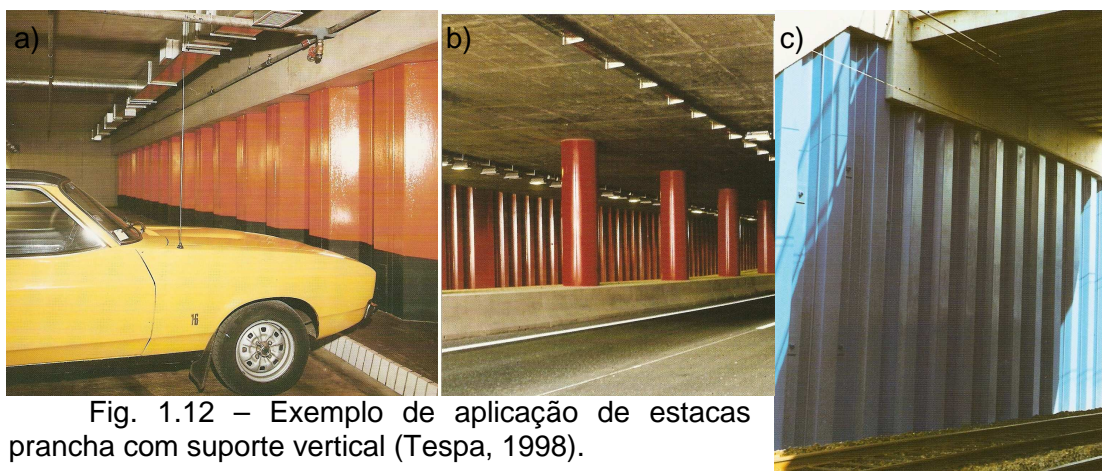 a)
b)
c)
Fig. 1.12 – Exemplo de aplicação de estacas
prancha com suporte vertical (Tespa, 1998).